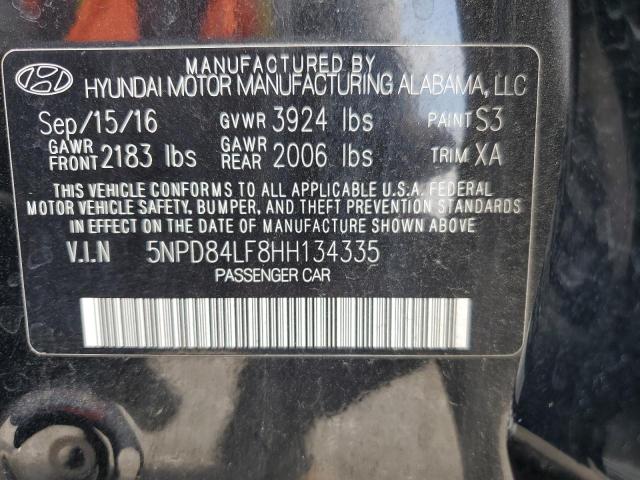 MANUFACTURED BY
HYUNDAI MOTOR MANUFACTURING ALABAMA, LLC
Sep/15/16 GVWR 3924 lbs PAINT S3
GAWR FRONT 2183 lbs GAWR REAR 2006 lbs TRIM XA
THIS VEHICLE CONFORMS TO ALL APPLICABLE U.S.A. FEDERAL
MOTOR VEHICLE SAFETY, BUMPER, AND THEFT PREVENTION STANDARDS
IN EFFECT ON THE DATE OF MANUFACTURE SHOWN ABOVE.
V.I.N 5NPD84LF8HH134335
PASSENGER CAR